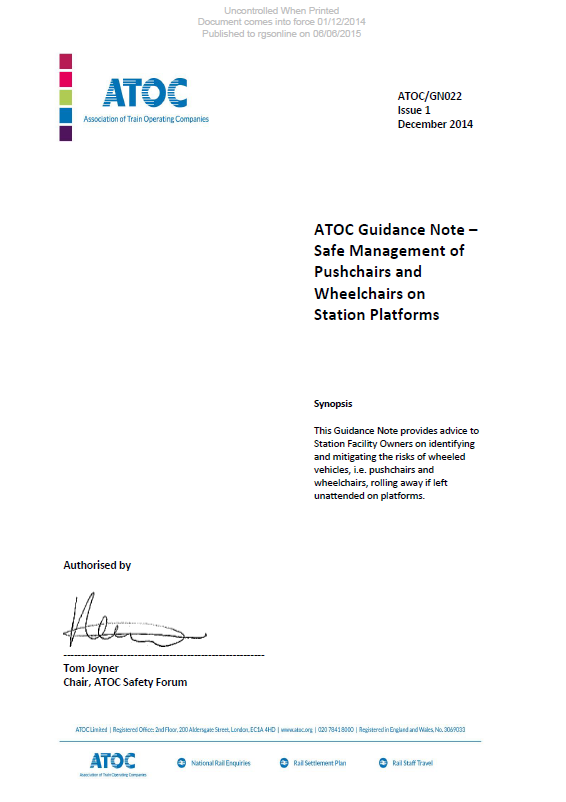 Uncontrolled When Printed
Document comes into force 01/12/2014
Published to rgsonline on 06/06/2015
ATOC
Association of Train Operating Companies
ATOC/GN022
Issue 1
December 2014
ATOC Guidance Note –
Safe Management of
Pushchairs and
Wheelchairs on
Station Platforms
Synopsis
This Guidance Note provides advice to
Station Facility Owners on identifying
and mitigating the risks of wheeled
vehicles, i.e. pushchairs and
wheelchairs, rolling away if left
unattended on platforms.
Authorised by
Tom Joyner
Chair, ATOC Safety Forum
ATOC Limited | Registered Office: 2nd Floor, 200 Aldersgate Street, London, EC1A 4HD | www.atoc.org | 020 7841 8000 | Registered in England and Wales, No. 3069033
ATOC
Association of Train Operating Companies
National Rail Enquiries
Rail Settlement Plan
Rail Staff Travel